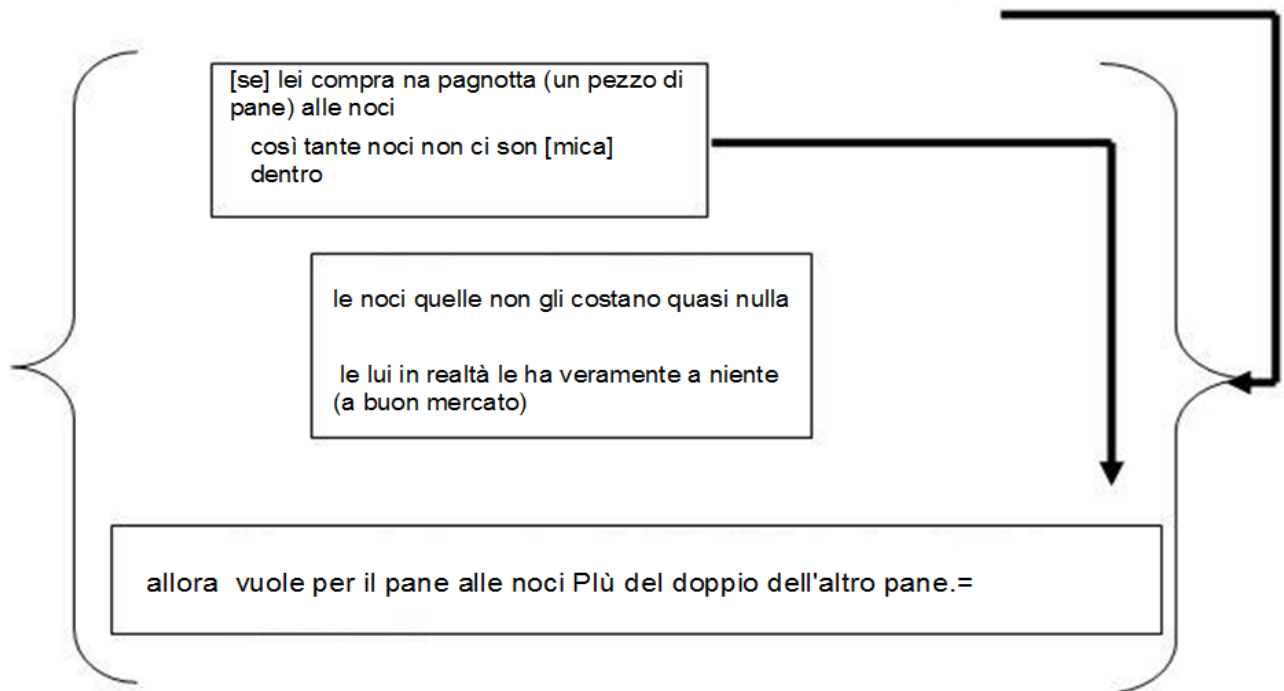 [se] lei compra na pagnotta (un pezzo di
pane) alle noci
così tante noci non ci son [mica]
dentro
le noci quelle non gli costano quasi nulla
le lui in realtà le ha veramente a niente
(a buon mercato)
allora vuole per il pane alle noci PIù del doppio dell'altro pane.=